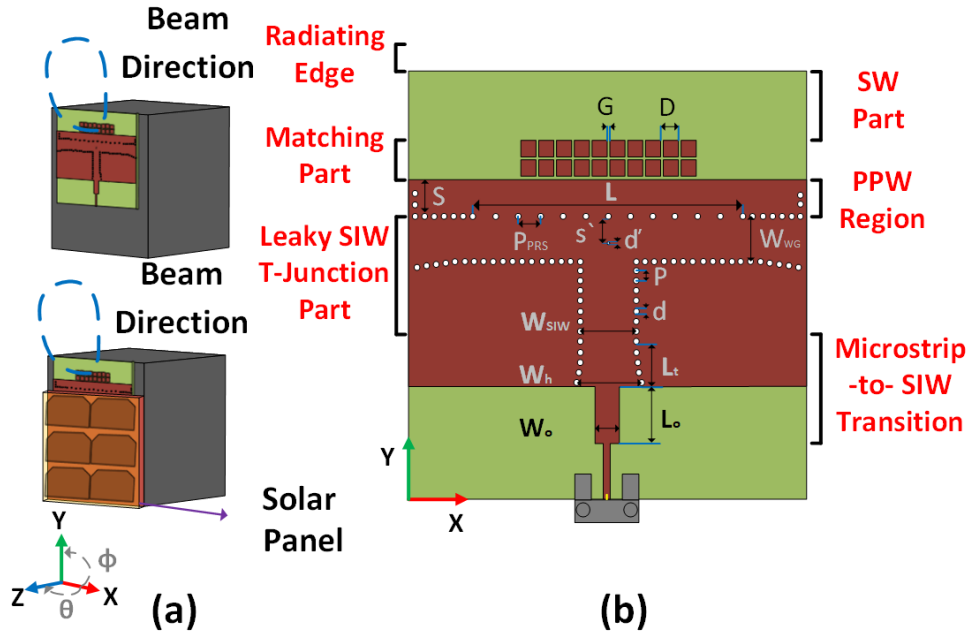 Beam
Direction
Beam
Direction
Solar
Panel
Y
Φ
Z
θ
X
(a)
Radiating
Edge
Matching
Part
Leaky SIW
T-Junction
Part
SW
Part
PPW
Region
Microstrip
-to- SIW
Transition
G
D
S
L
PPRS
s`
d'
WWG
P
WSIW
d
Wh
Lt
Wo
Lo
Y
X
(b)